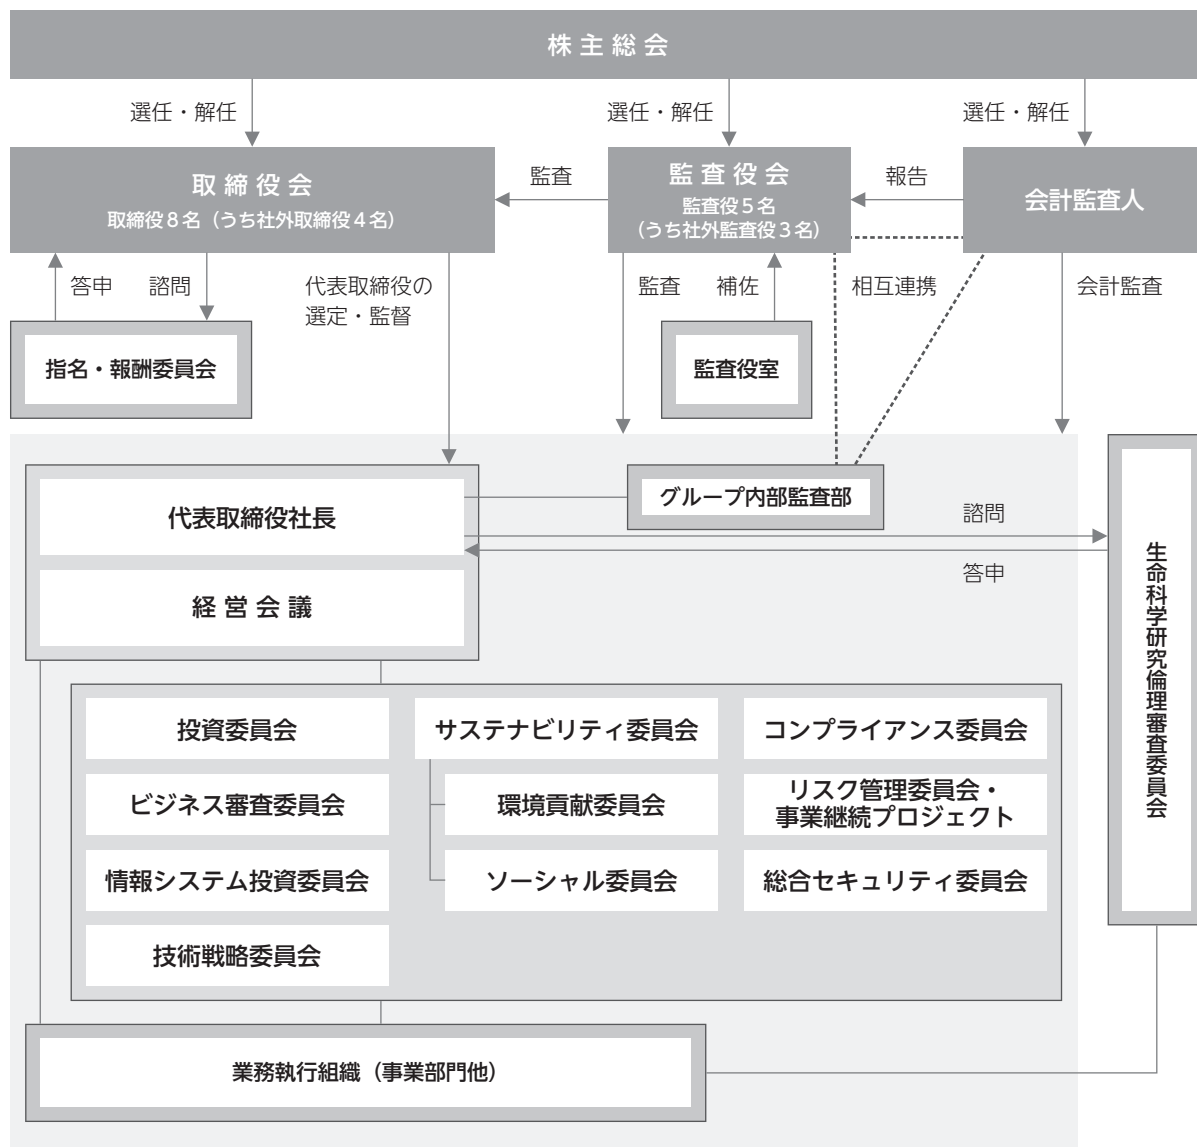 株主総会
選任・解任
選任・解任
選任・解任
取締役会
取締役8名（うち社外取締役4名）
監査
監査役会
監査役5名
（うち社外監査役3名）
報告
会計監査人
答申
諮問
代表取締役の
選定・監督
監査
補佐
相互連携
会計監査
指名・報酬委員会
監査役室
代表取締役社長
グループ内部監査部
諮問
答申
経営会議
生命科学研究倫理審査委員会
投資委員会
サステナビリティ委員会
コンプライアンス委員会
ビジネス審査委員会
環境貢献委員会
リスク管理委員会・
事業継続プロジェクト
情報システム投資委員会
ソーシャル委員会
総合セキュリティ委員会
技術戦略委員会
業務執行組織（事業部門他）